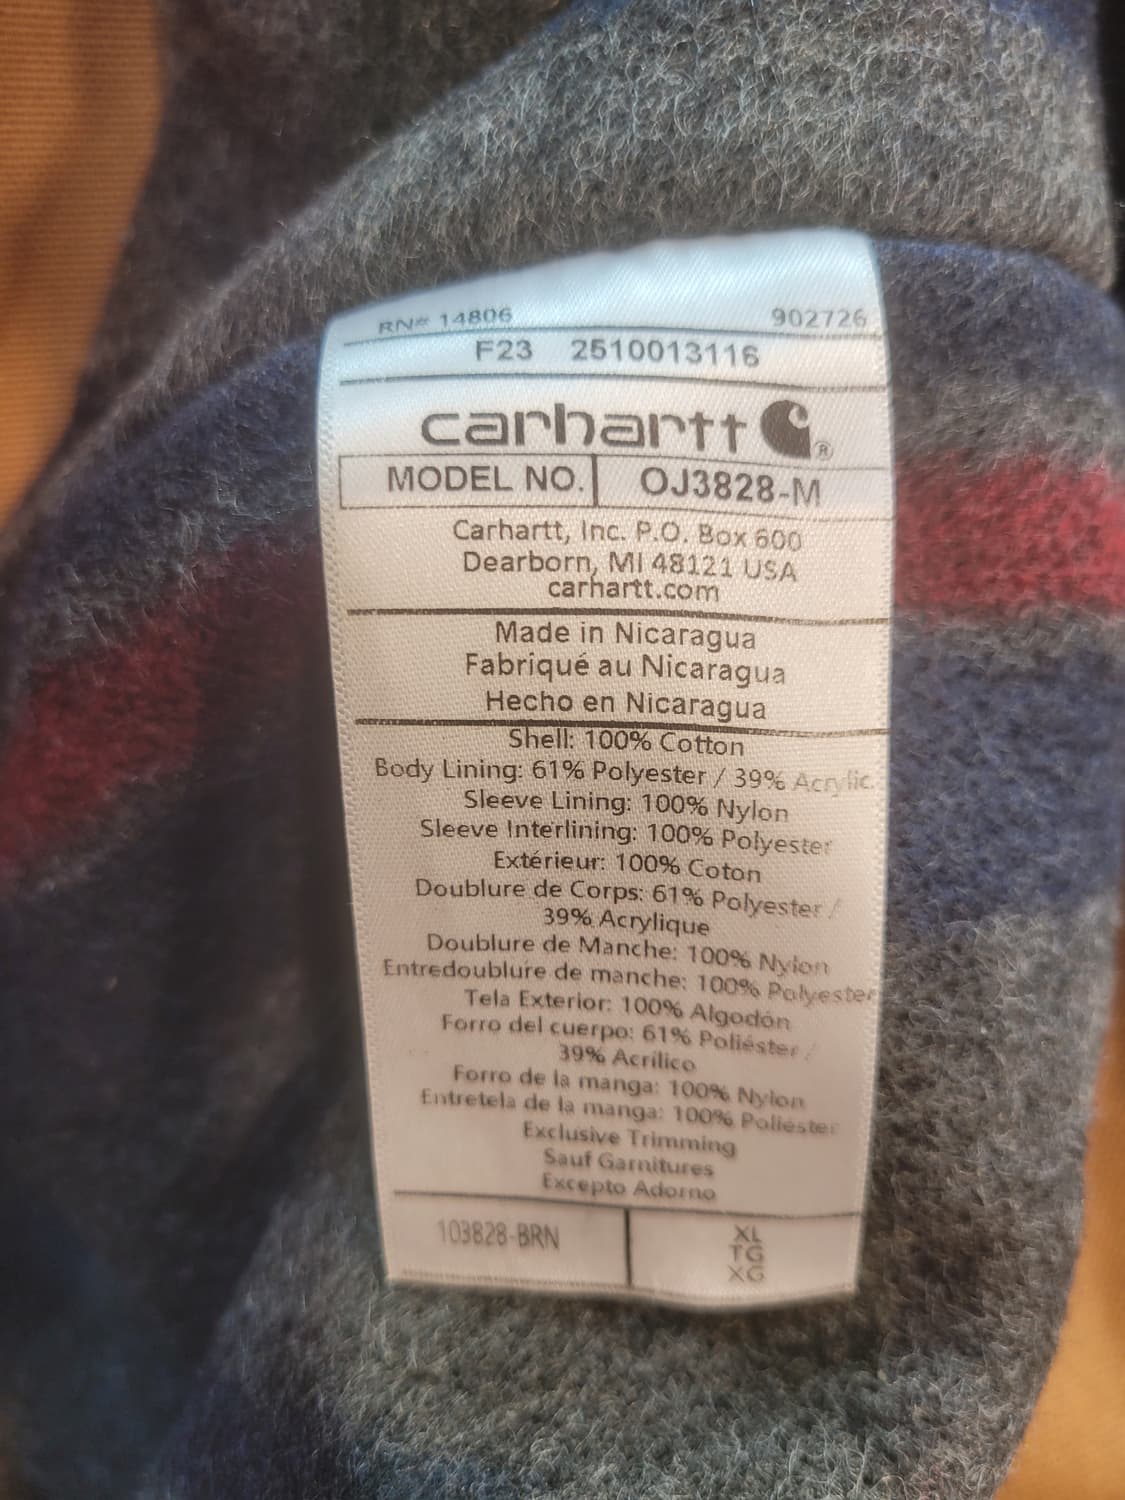 RN# 14806 902726
F23 2510013116
carhartt ®
MODEL NO. OJ3828-M
Carhartt, Inc. P.O. Box 600
Dearborn, MI 48121 USA
carhartt.com
Made in Nicaragua
Fabriqué au Nicaragua
Hecho en Nicaragua
Shell: 100% Cotton
Body Lining: 61% Polyester / 39% Acrylic
Sleeve Lining: 100% Nylon
Sleeve Interlining: 100% Polyester
Extérieur: 100% Coton
Doublure de Corps: 61% Polyester /
39% Acrylique
Doublure de Manche: 100% Nylon
Entredoublure de manche: 100% Polyester
Tela Exterior: 100% Algodón
Forro del cuerpo: 61% Poliéster /
39% Acrílico
Forro de la manga: 100% Nylon
Entretela de la manga: 100% Poliéster
Exclusive Trimming
Sauf Garnitures
Excepto Adorno
103828-BRN
XL
TG
XG